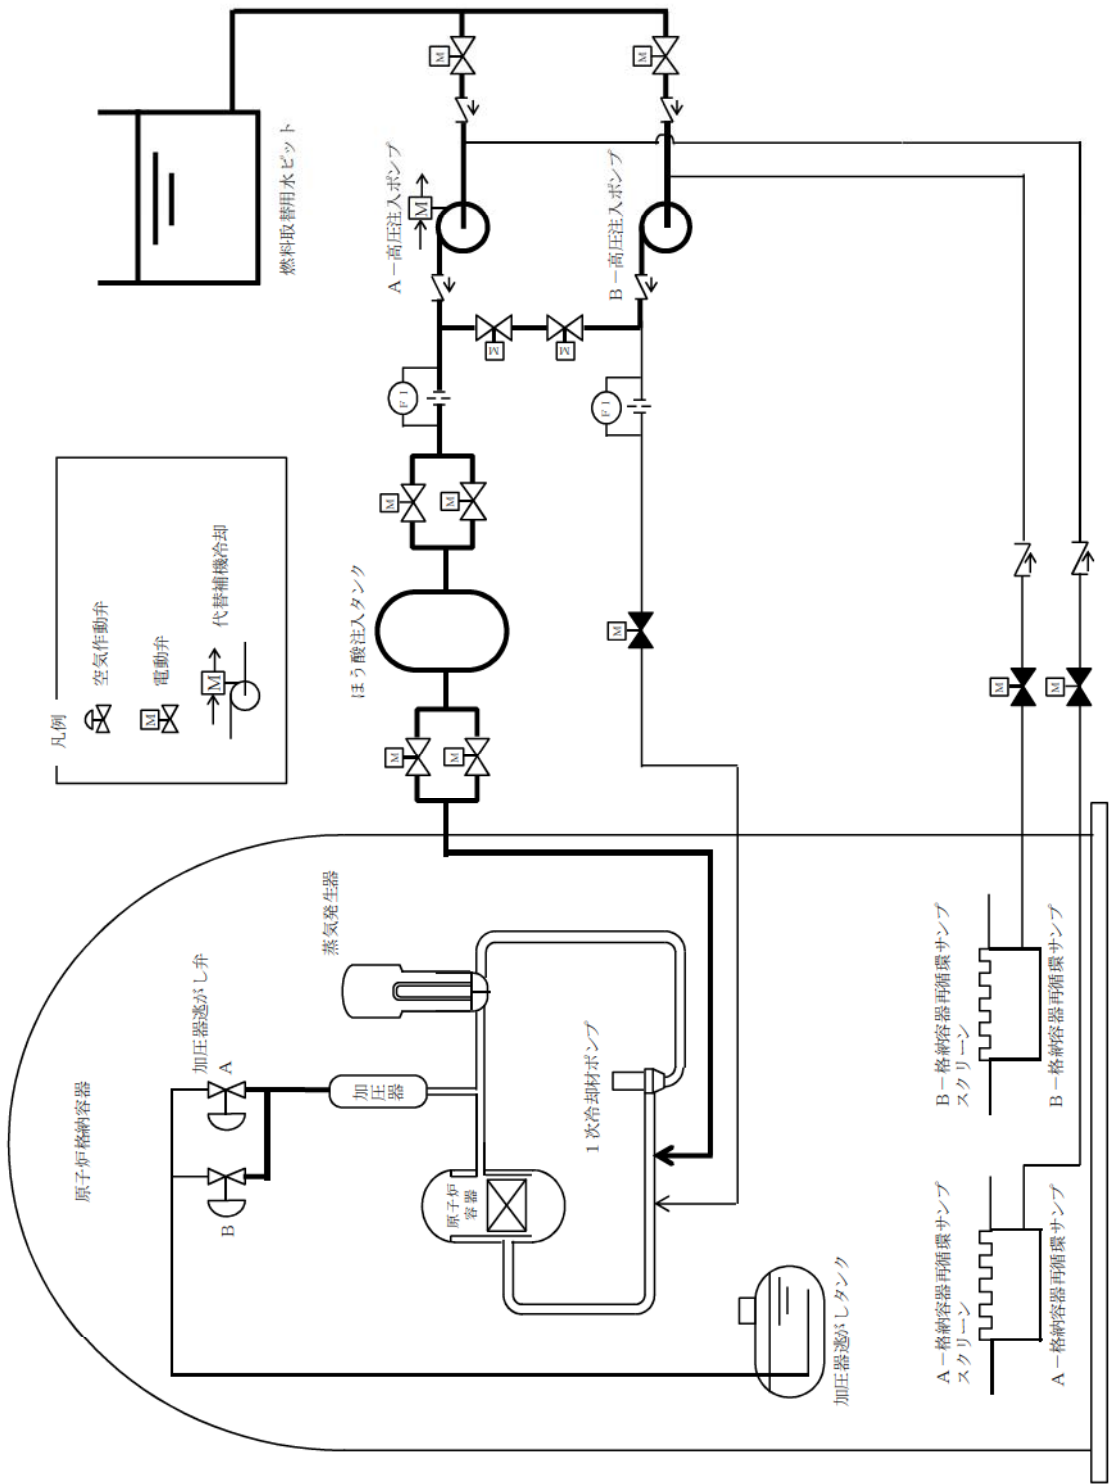 原子炉格納容器
加圧器逃がし弁
A
B
加圧器
蒸気発生器
原子炉
容器
1次冷却材ポンプ
加圧器逃がしタンク
A－格納容器再循環サンプ
スクリーン
A－格納容器再循環サンプ
B－格納容器再循環サンプ
スクリーン
B－格納容器再循環サンプ
凡例
空気作動弁
M
電動弁
M
代替補機冷却
ほう酸注入タンク
M
M
M
M
M
FI
FI
M
M
A－高圧注入ポンプ
M
B－高圧注入ポンプ
M
M
M
M
燃料取替用水ピット